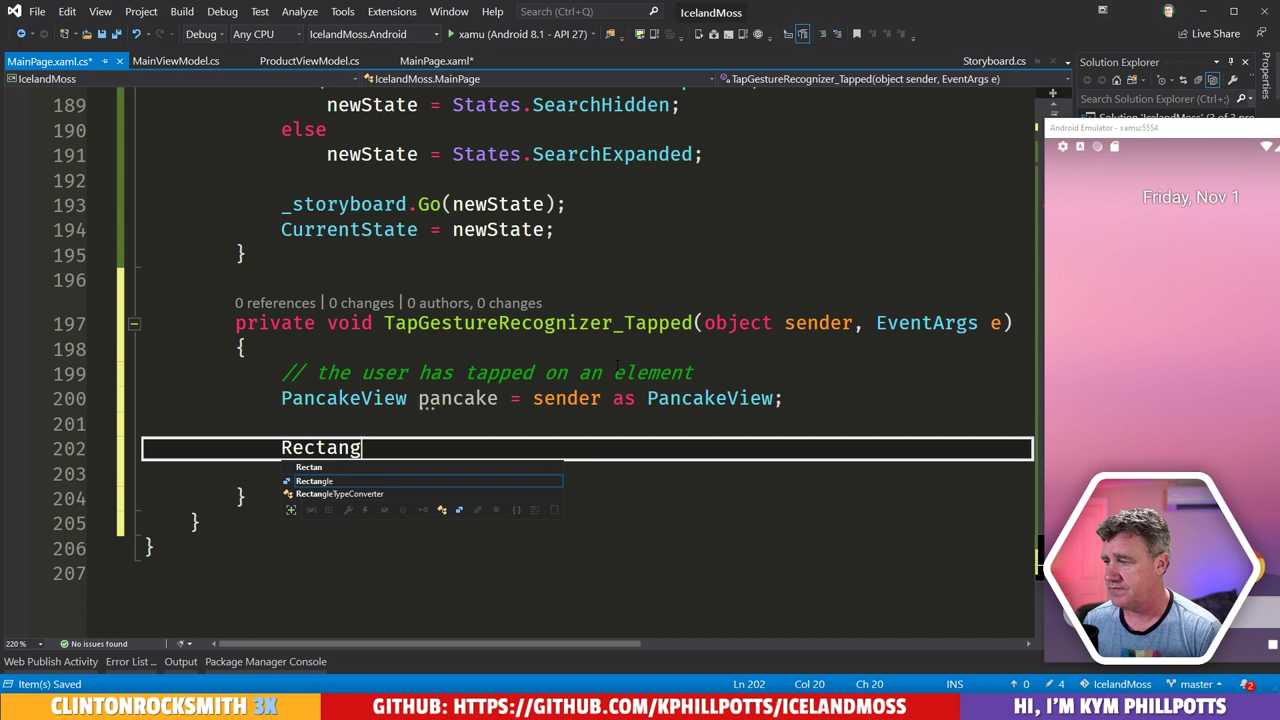 File Edit View Git Project Build Debug Test Analyze Tools Extensions Window Help Search (Ctrl+Q) IcelandMoss
Debug Any CPU IcelandMoss.Android xamu (Android 8.1 - API 27) Live Share
MainPage.xaml.cs* MainViewModel.cs ProductViewModel.cs MainPage.xaml* Storyboard.cs Solution Explorer
IcelandMoss IcelandMoss.MainPage TapGestureRecognizer_Tapped(object sender, EventArgs e)
Search Solution Explorer (Ctrl+;)
Properties
189 newState = States.SearchHidden;
190 else
191 newState = States.SearchExpanded;
192
193 _storyboard.Go(newState);
194 CurrentState = newState;
195 }
196
0 references | 0 changes | 0 authors, 0 changes
197 private void TapGestureRecognizer_Tapped(object sender, EventArgs e)
198 {
199 // the user has tapped on an element
200 PancakeView pancake = sender as PancakeView;
201
202 Rectang
203
204 }
205 }
206 }
207
Rectan
Rectangle
RectangleTypeConverter
Android Emulator - xamu:5554
Friday, Nov 1
220 % No issues found
Web Publish Activity Error List ... Output Package Manager Console
Item(s) Saved Ln 202 Col 20 Ch 20 INS 0 4 IcelandMoss master 2
CLINTONROCKSMITH 3X GITHUB: HTTPS://GITHUB.COM/KPHILLPOTTS/ICELANDMOSS HI, I'M KYM PHILLPOTTS